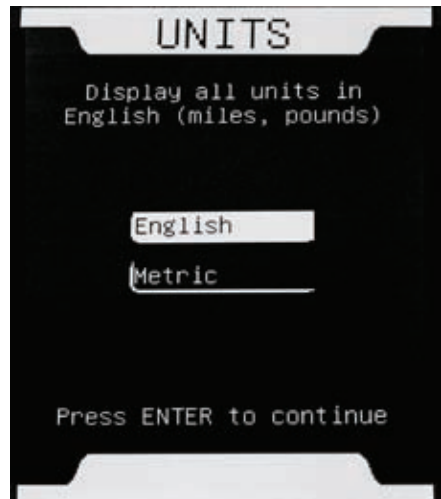 UNITS
Display all units in
English (miles, pounds)
English
Metric
Press ENTER to continue